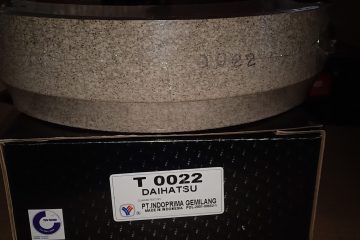 0022
T 0022
DAIHATSU
PT.INDOPRIMA GEMILANG
MADE IN INDONESIA